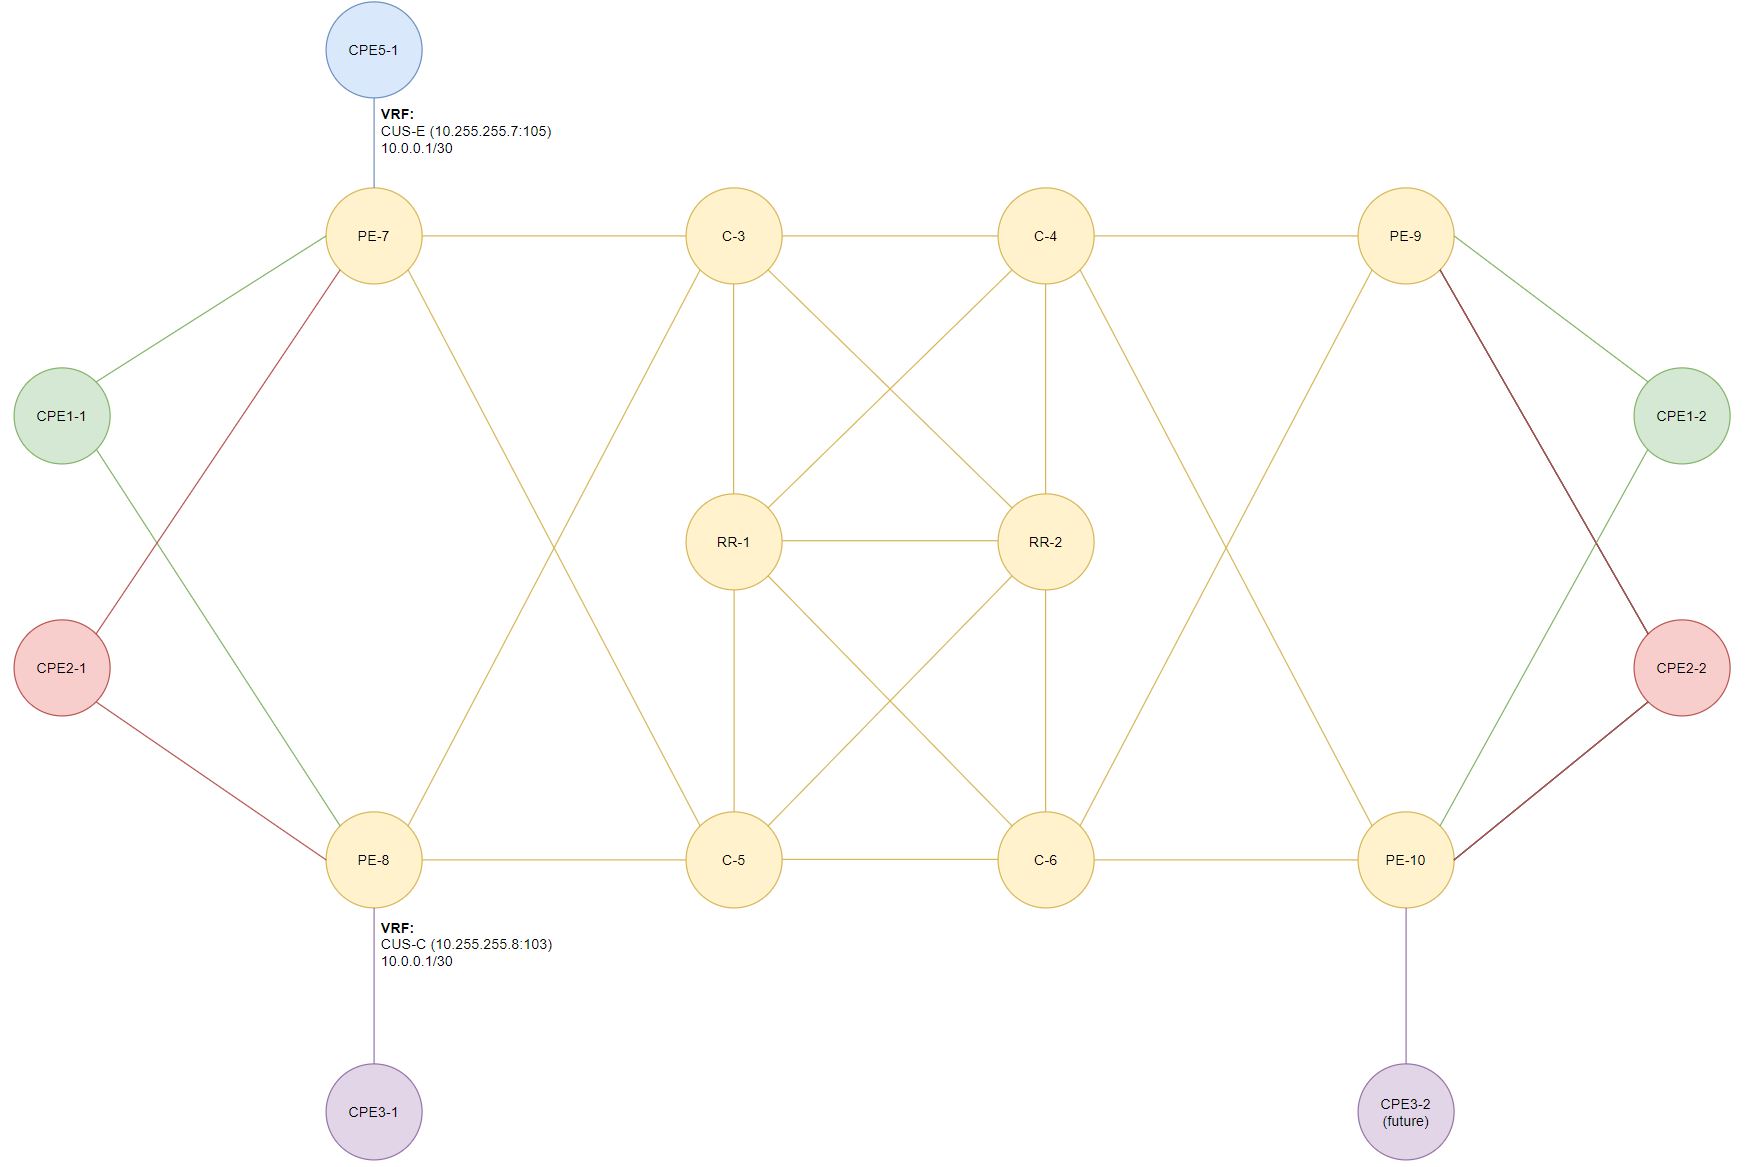 CPE5-1
VRF:
CUS-E (10.255.255.7:105)
10.0.0.1/30
PE-7
C-3
C-4
PE-9
CPE1-1
CPE1-2
RR-1
RR-2
CPE2-1
CPE2-2
PE-8
C-5
C-6
PE-10
VRF:
CUS-C (10.255.255.8:103)
10.0.0.1/30
CPE3-1
CPE3-2
(future)